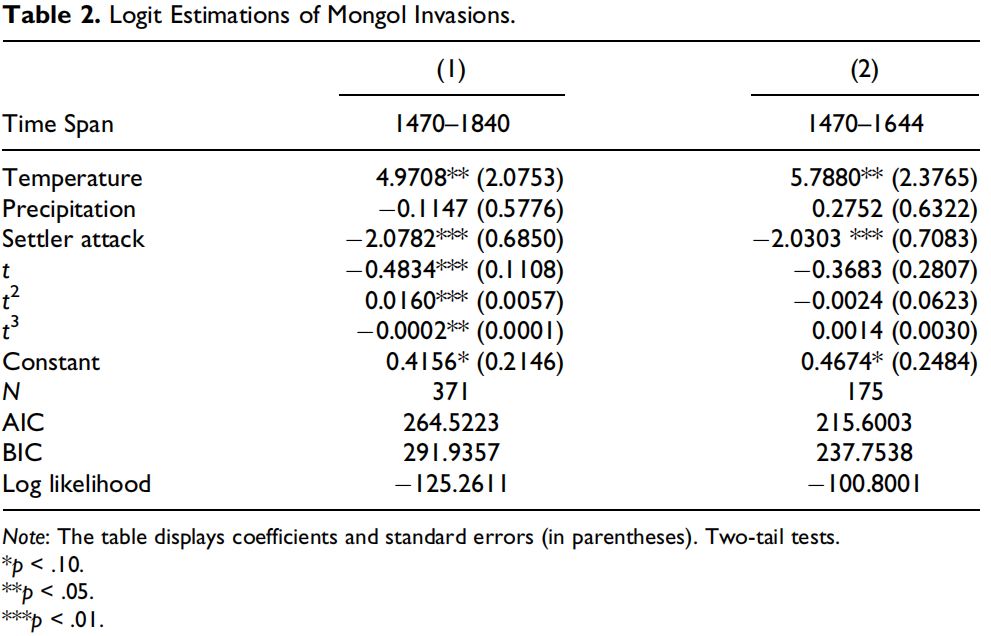 Table 2. Logit Estimations of Mongol Invasions.
(1) (2)
Time Span 1470–1840 1470–1644
Temperature 4.9708** (2.0753) 5.7880** (2.3765)
Precipitation −0.1147 (0.5776) 0.2752 (0.6322)
Settler attack −2.0782*** (0.6850) −2.0303 *** (0.7083)
t −0.4834*** (0.1108) −0.3683 (0.2807)
t² 0.0160*** (0.0057) −0.0024 (0.0623)
t³ −0.0002** (0.0001) 0.0014 (0.0030)
Constant 0.4156* (0.2146) 0.4674* (0.2484)
N 371 175
AIC 264.5223 215.6003
BIC 291.9357 237.7538
Log likelihood −125.2611 −100.8001
Note: The table displays coefficients and standard errors (in parentheses). Two-tail tests.
*p < .10.
**p < .05.
***p < .01.